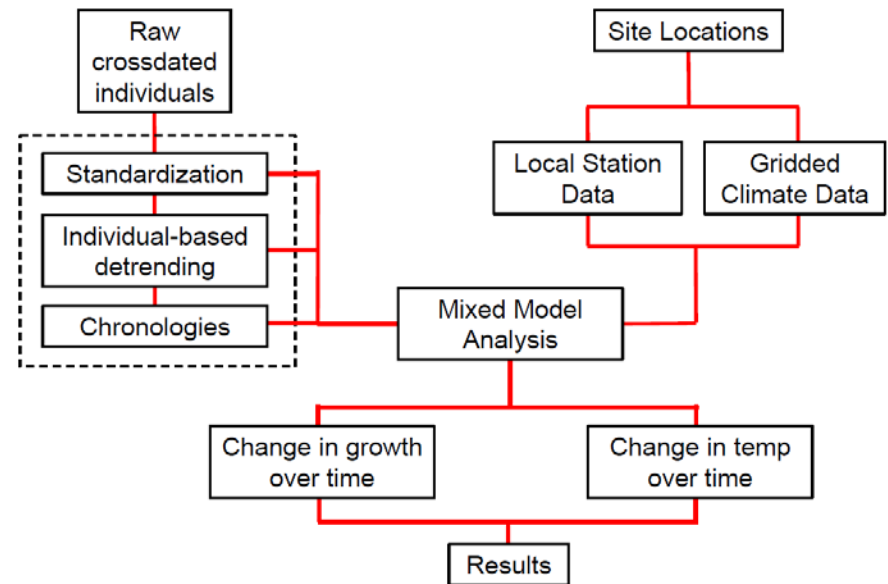 Raw
crossdated
individuals
Site Locations
Standardization
Local Station
Data
Gridded
Climate Data
Individual-based
detrending
Chronologies
Mixed Model
Analysis
Change in growth
over time
Change in temp
over time
Results